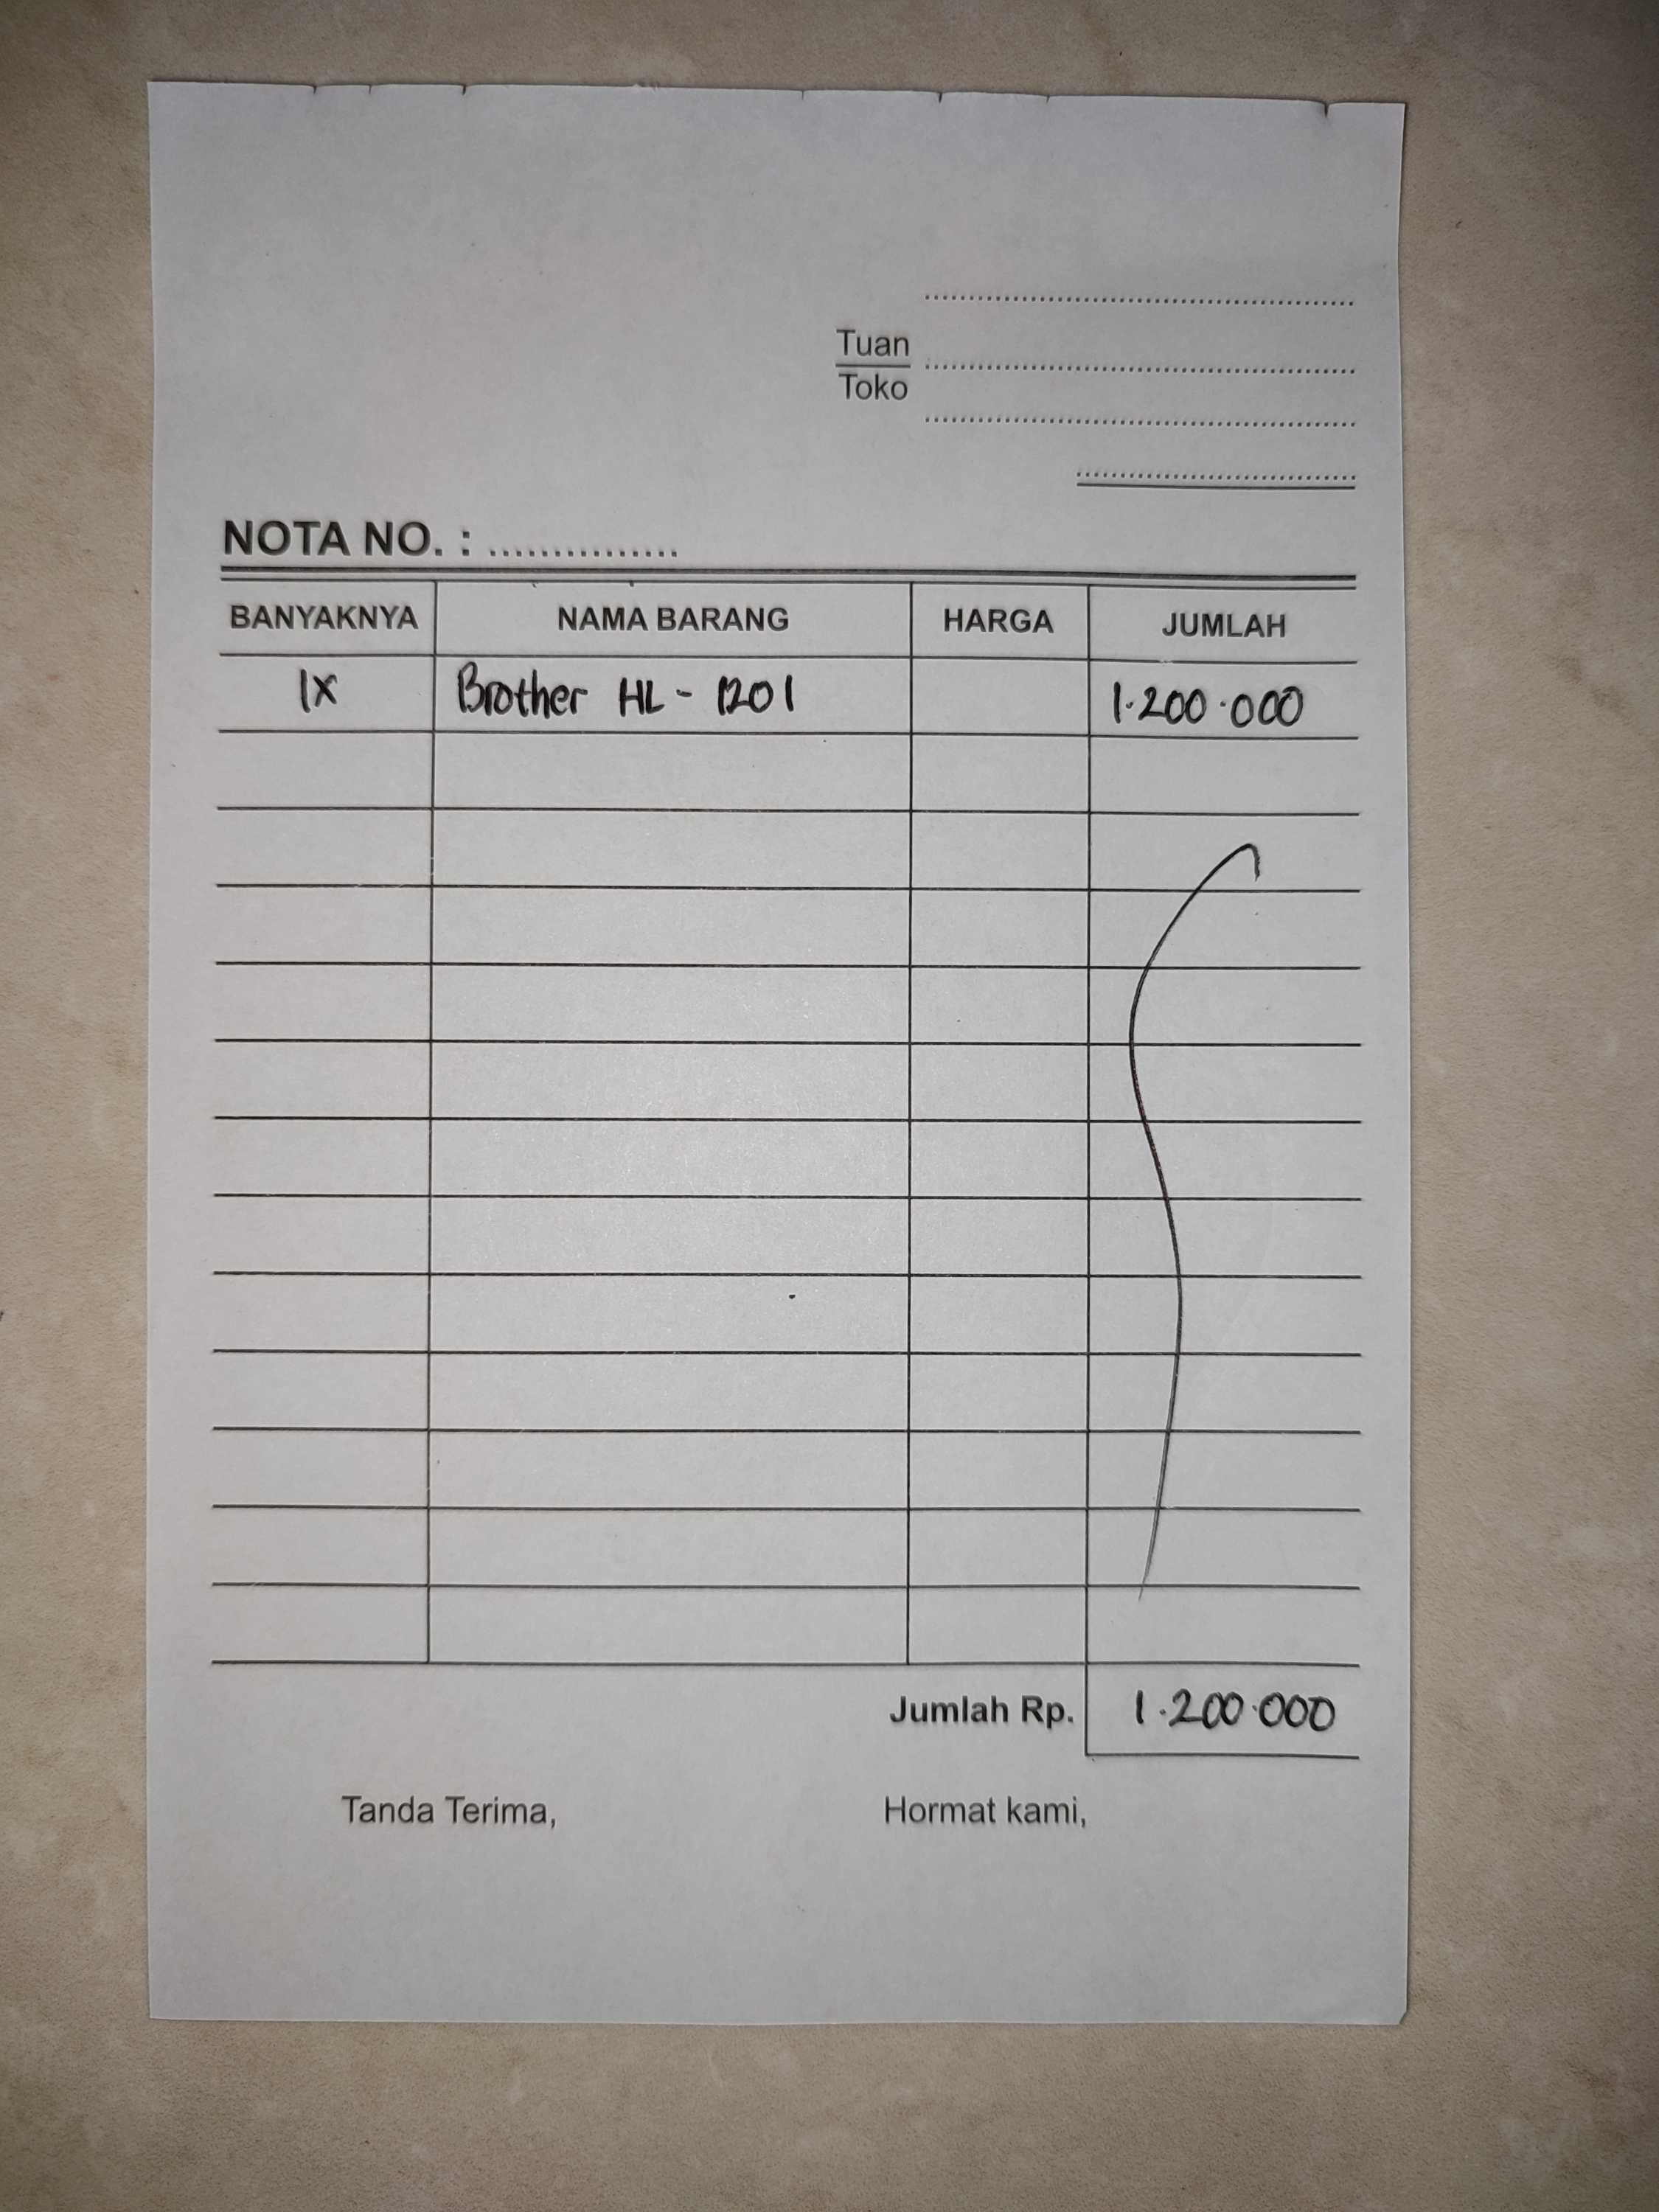 Tuan
Toko
NOTA NO. : ...............
BANYAKNYA NAMA BARANG HARGA JUMLAH
1x Brother HL - 1201 1.200.000
Jumlah Rp. 1.200.000
Tanda Terima, Hormat kami,